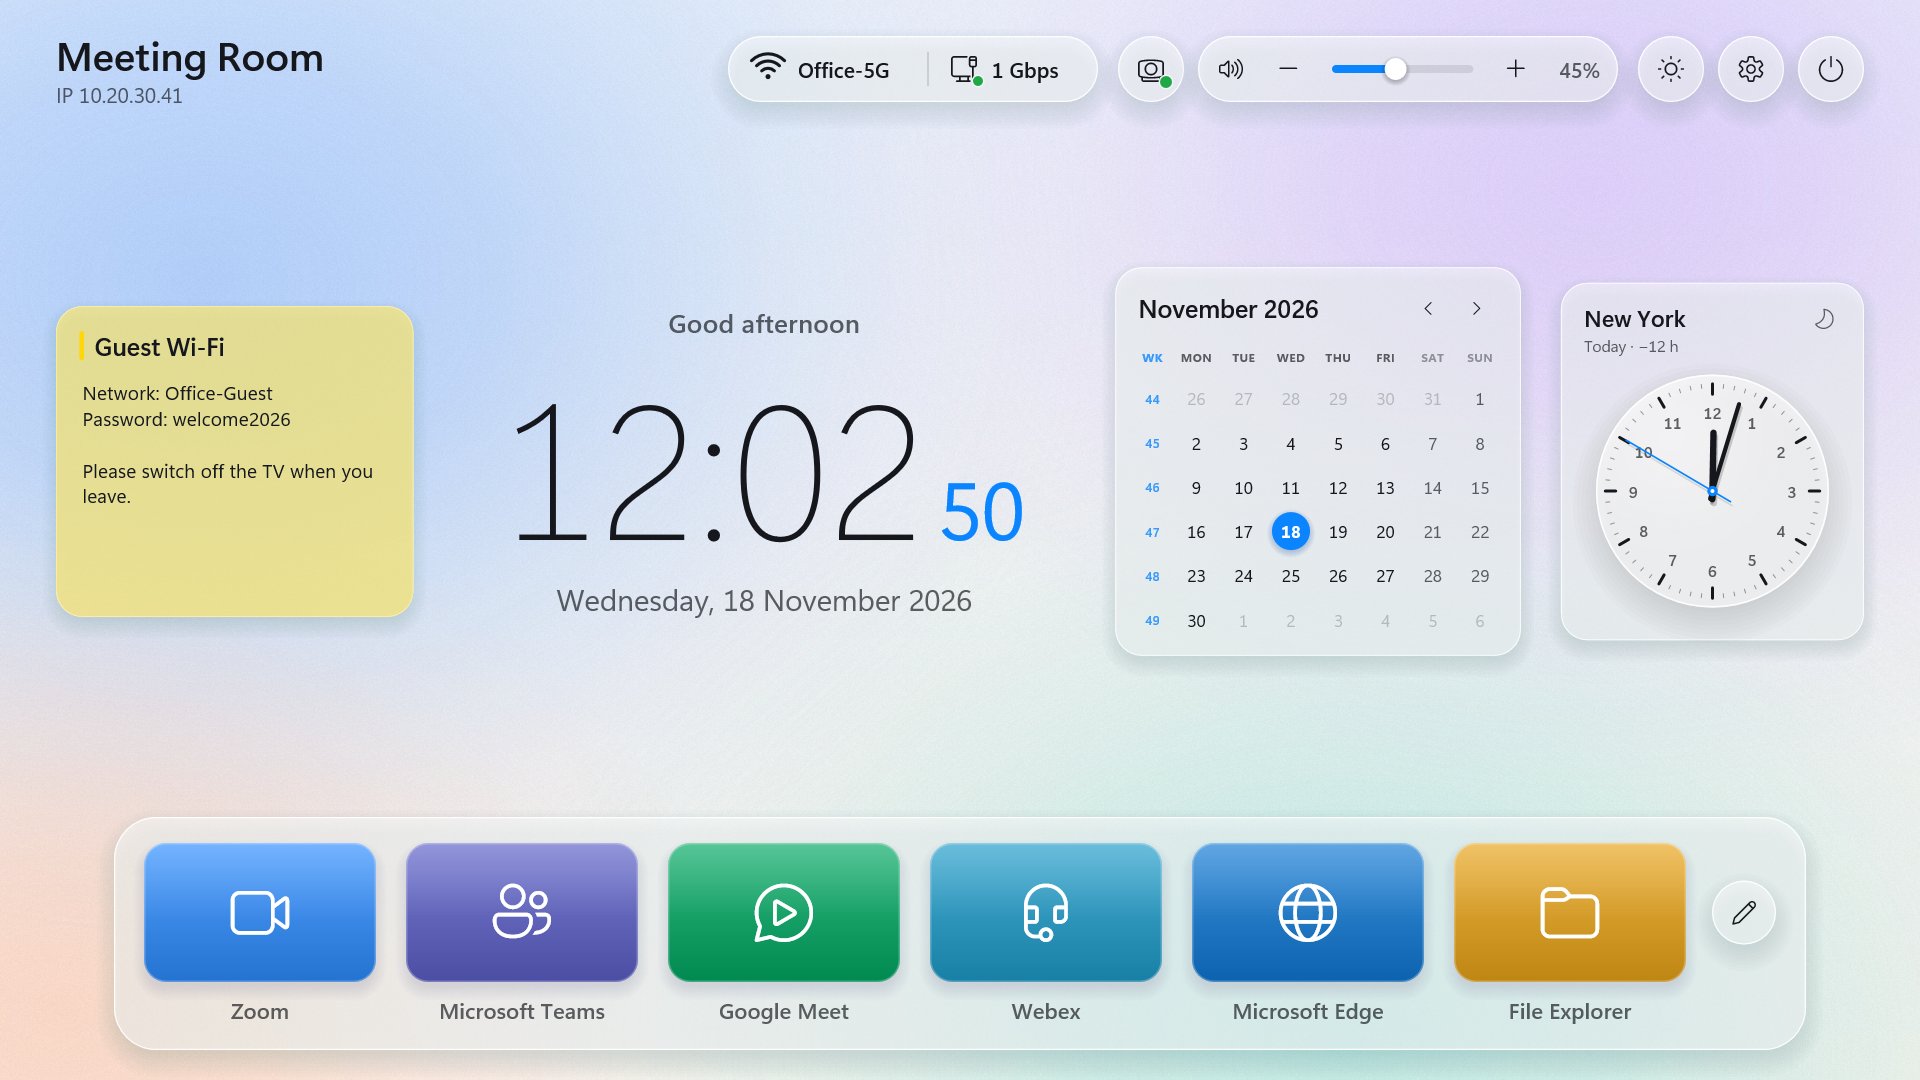 Meeting Room
IP 10.20.30.41
Office-5G
1 Gbps
45%
Guest Wi-Fi
Network: Office-Guest
Password: welcome2026
Please switch off the TV when you
leave.
Good afternoon
12:02 50
Wednesday, 18 November 2026
November 2026
WK MON TUE WED THU FRI SAT SUN
44 26 27 28 29 30 31 1
45 2 3 4 5 6 7 8
46 9 10 11 12 13 14 15
47 16 17 18 19 20 21 22
48 23 24 25 26 27 28 29
49 30 1 2 3 4 5 6
New York
Today · −12 h
12
1
2
3
4
5
6
7
8
9
10
11
Zoom
Microsoft Teams
Google Meet
Webex
Microsoft Edge
File Explorer